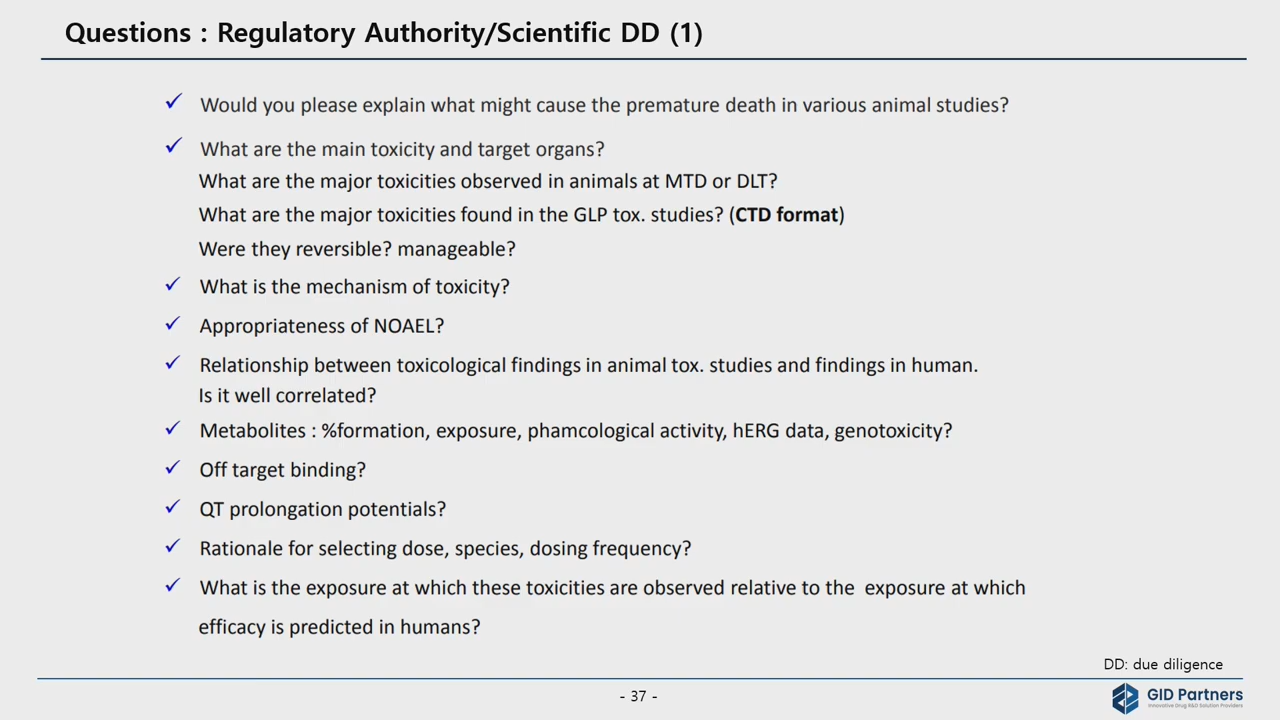 Questions : Regulatory Authority/Scientific DD (1)
✓ Would you please explain what might cause the premature death in various animal studies?
✓ What are the main toxicity and target organs?
What are the major toxicities observed in animals at MTD or DLT?
What are the major toxicities found in the GLP tox. studies? (CTD format)
Were they reversible? manageable?
✓ What is the mechanism of toxicity?
✓ Appropriateness of NOAEL?
✓ Relationship between toxicological findings in animal tox. studies and findings in human.
Is it well correlated?
✓ Metabolites : %formation, exposure, phamcological activity, hERG data, genotoxicity?
✓ Off target binding?
✓ QT prolongation potentials?
✓ Rationale for selecting dose, species, dosing frequency?
✓ What is the exposure at which these toxicities are observed relative to the exposure at which
efficacy is predicted in humans?
DD: due diligence
- 37 -
GID Partners
Innovative Drug R&D Solution Providers